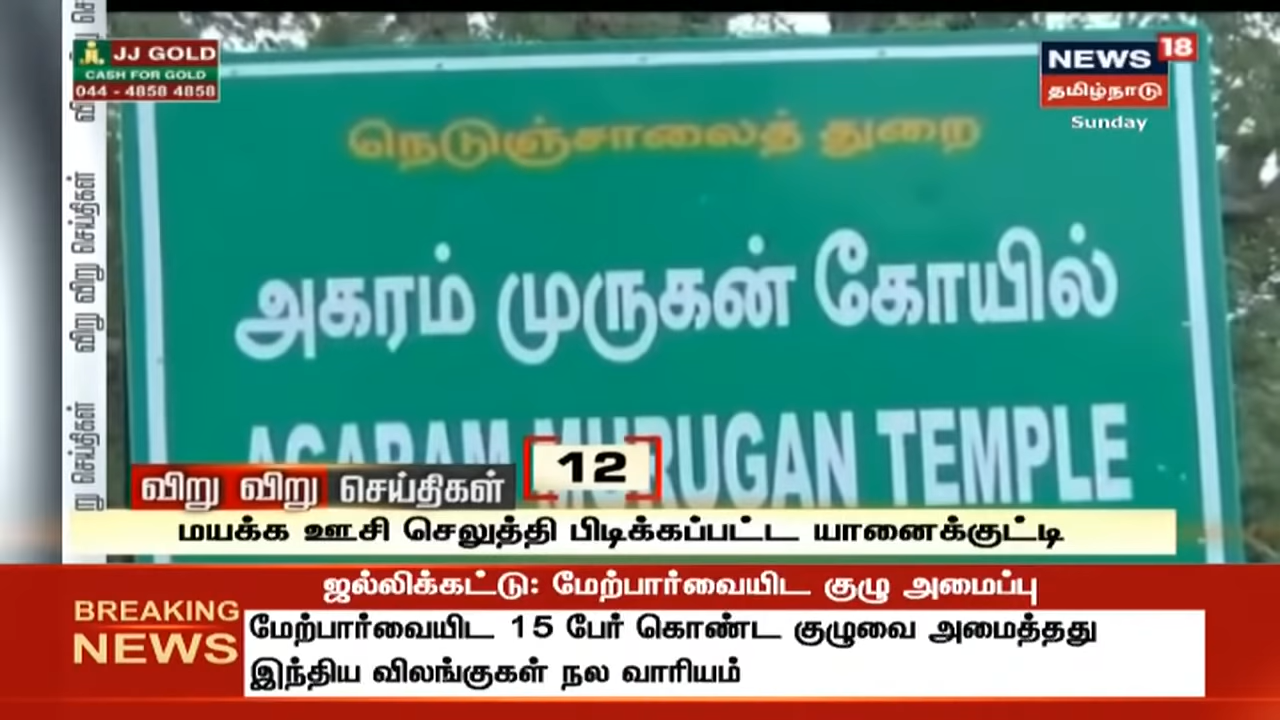 JJ GOLD
CASH FOR GOLD
044 - 4858 4858
NEWS 18
தமிழ்நாடு
Sunday
நெடுஞ்சாலைத் துறை
அகரம் முருகன் கோயில்
AGARAM MURUGAN TEMPLE
விறு விறு செய்திகள்
விறு விறு செய்திகள் 12
மயக்க ஊசி செலுத்தி பிடிக்கப்பட்ட யானைக்குட்டி
ஜல்லிக்கட்டு: மேற்பார்வையிட குழு அமைப்பு
BREAKING
NEWS
மேற்பார்வையிட 15 பேர் கொண்ட குழுவை அமைத்தது
இந்திய விலங்குகள் நல வாரியம்